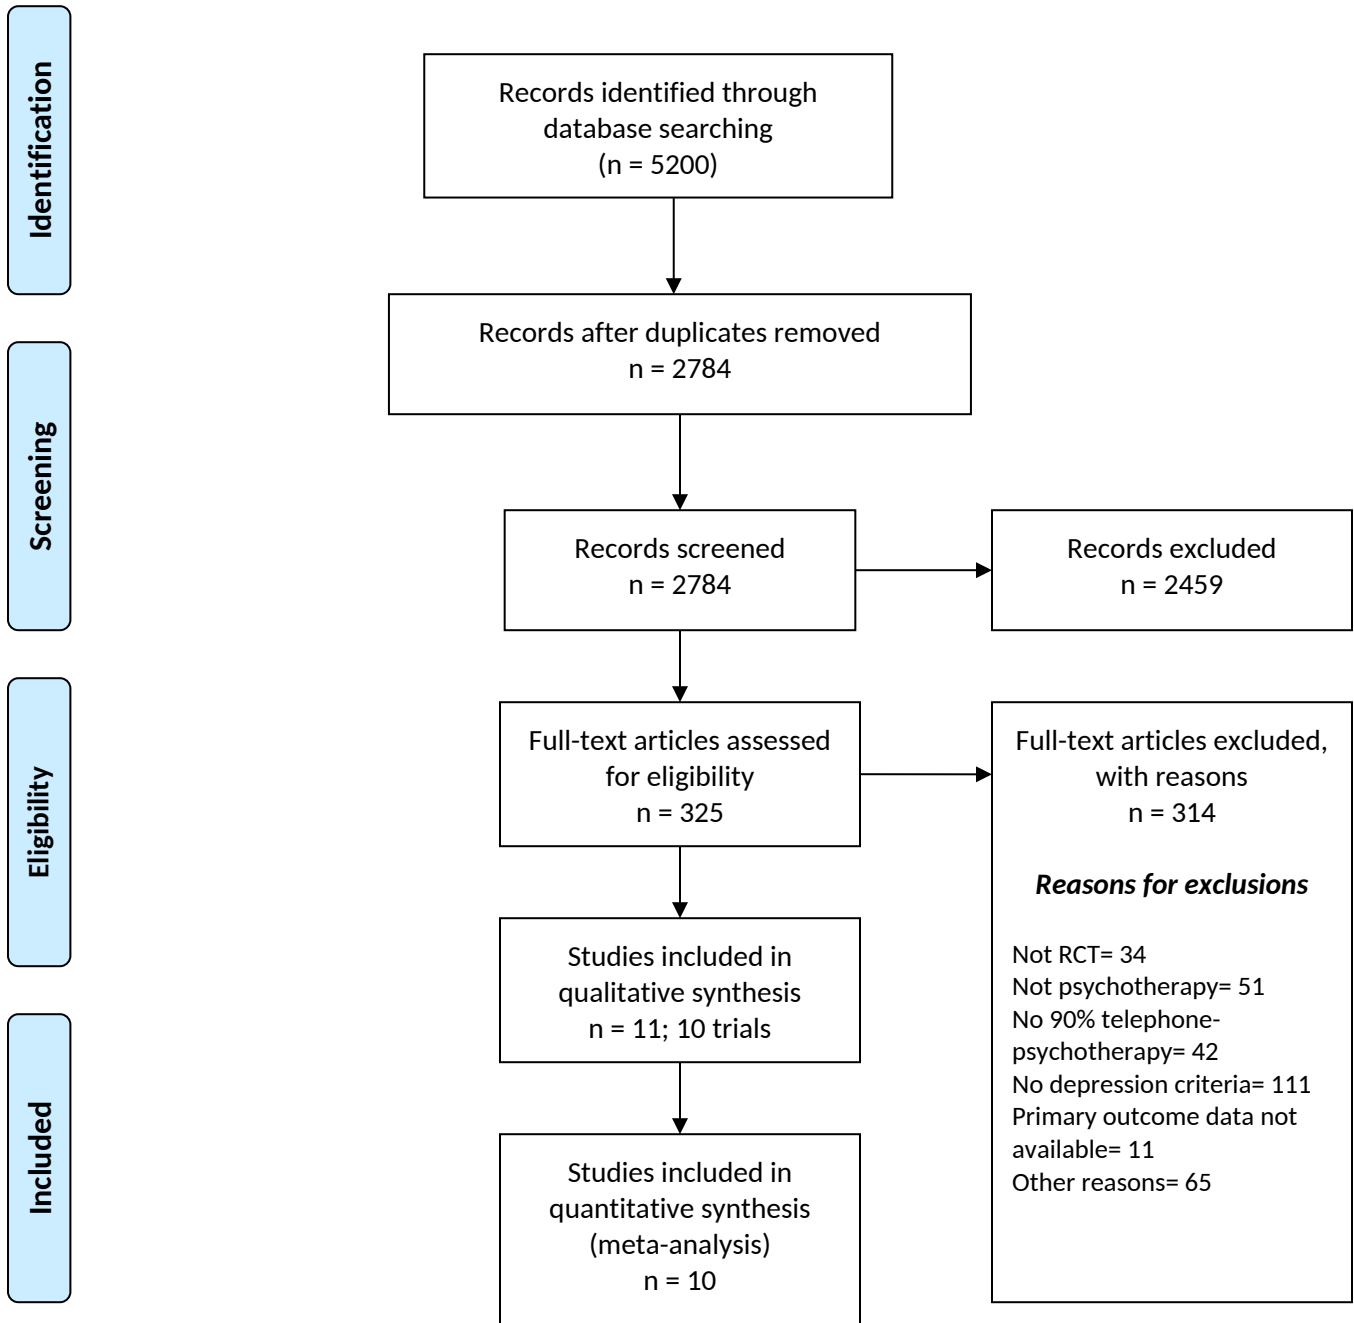 Identification
Records identified through
database searching
(n = 5200)
Records after duplicates removed
n = 2784
Screening
Records screened
n = 2784
Records excluded
n = 2459
Eligibility
Full-text articles assessed
for eligibility
n = 325
Full-text articles excluded,
with reasons
n = 314
Reasons for exclusions
Not RCT= 34
Not psychotherapy= 51
No 90% telephone-
psychotherapy= 42
No depression criteria= 111
Primary outcome data not
available= 11
Other reasons= 65
Studies included in
qualitative synthesis
n = 11; 10 trials
Included
Studies included in
quantitative synthesis
(meta-analysis)
n = 10